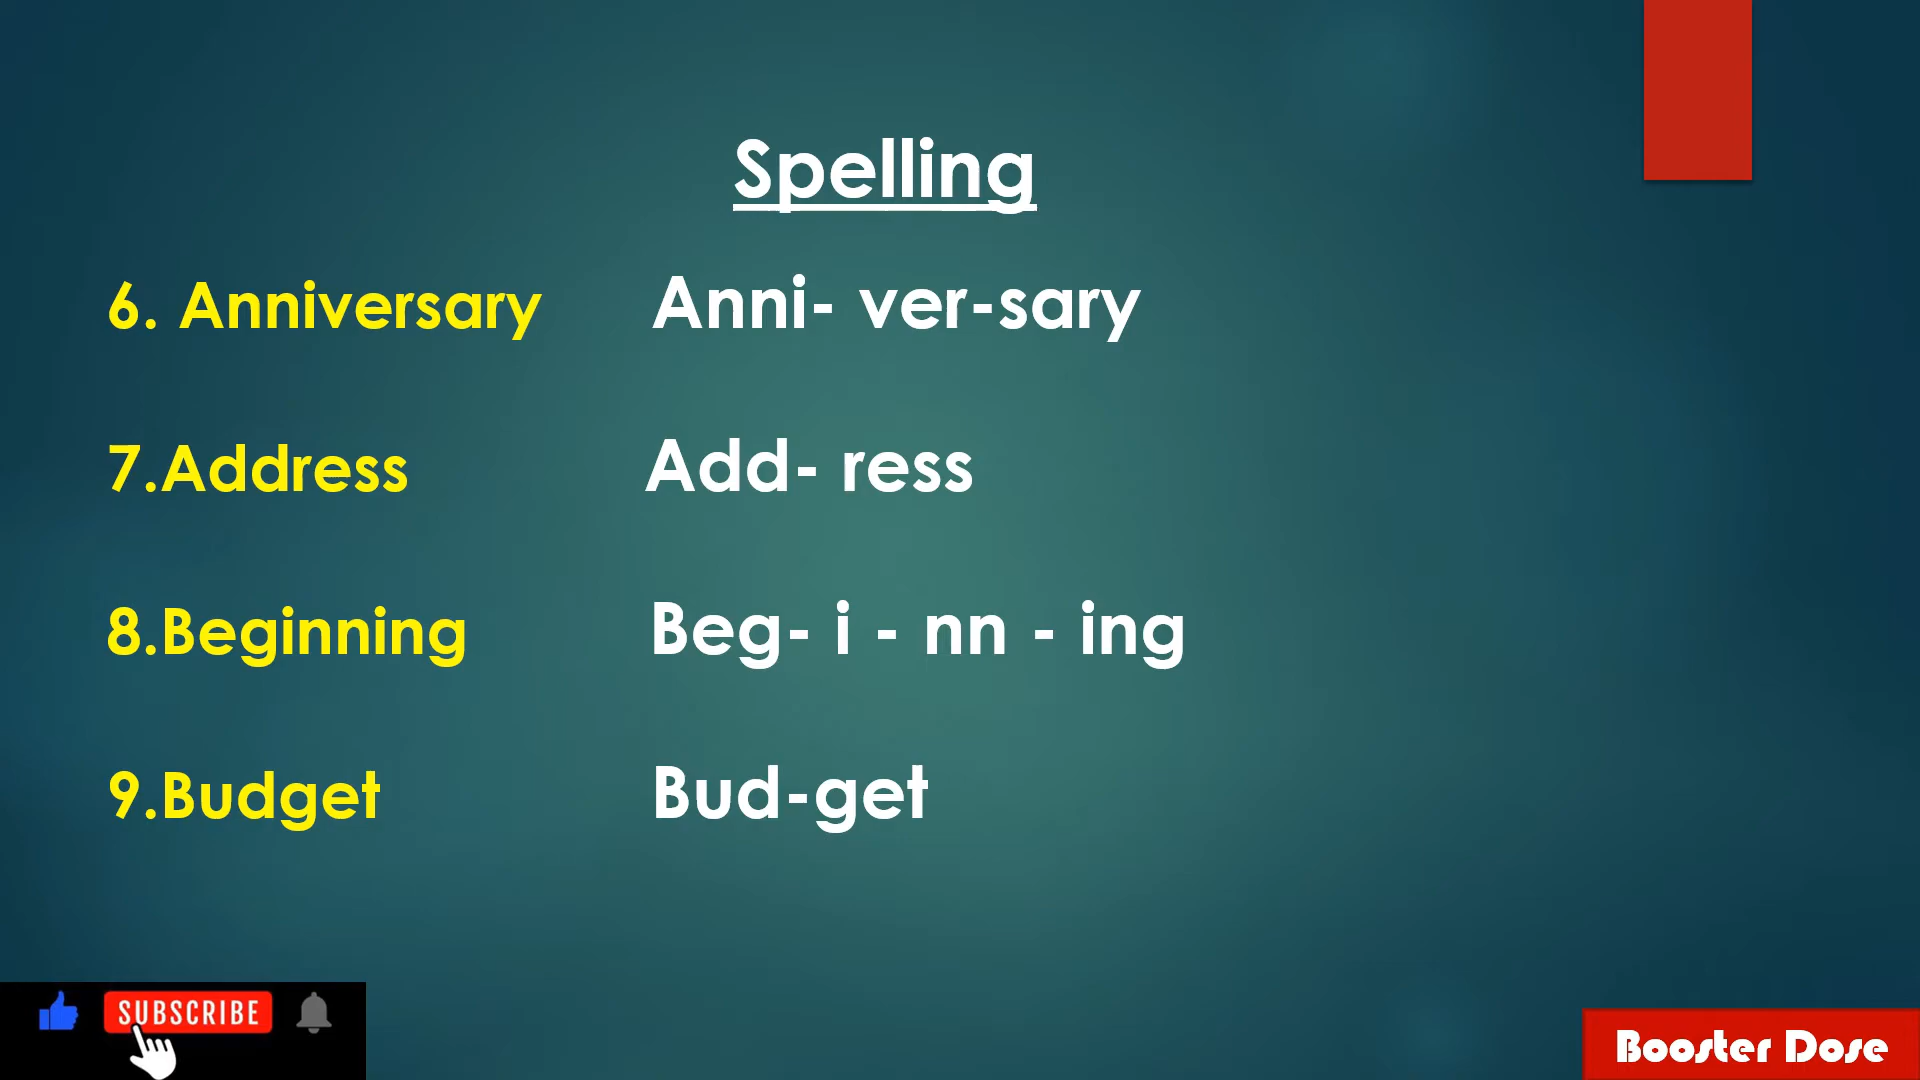 Spelling
6. Anniversary Anni- ver-sary
7.Address Add- ress
8.Beginning Beg- i - nn - ing
9.Budget Bud-get
SUBSCRIBE
Booster Dose